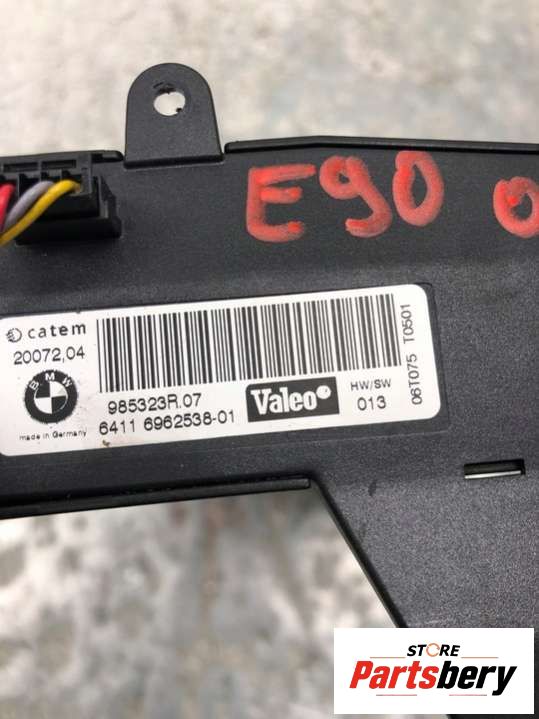 E90 0
catem
20072,04
BMW
made in Germany
985323R.07
6411 6962538-01
Valeo
HW/SW
013
06T075 T0501
STORE
Partsbery